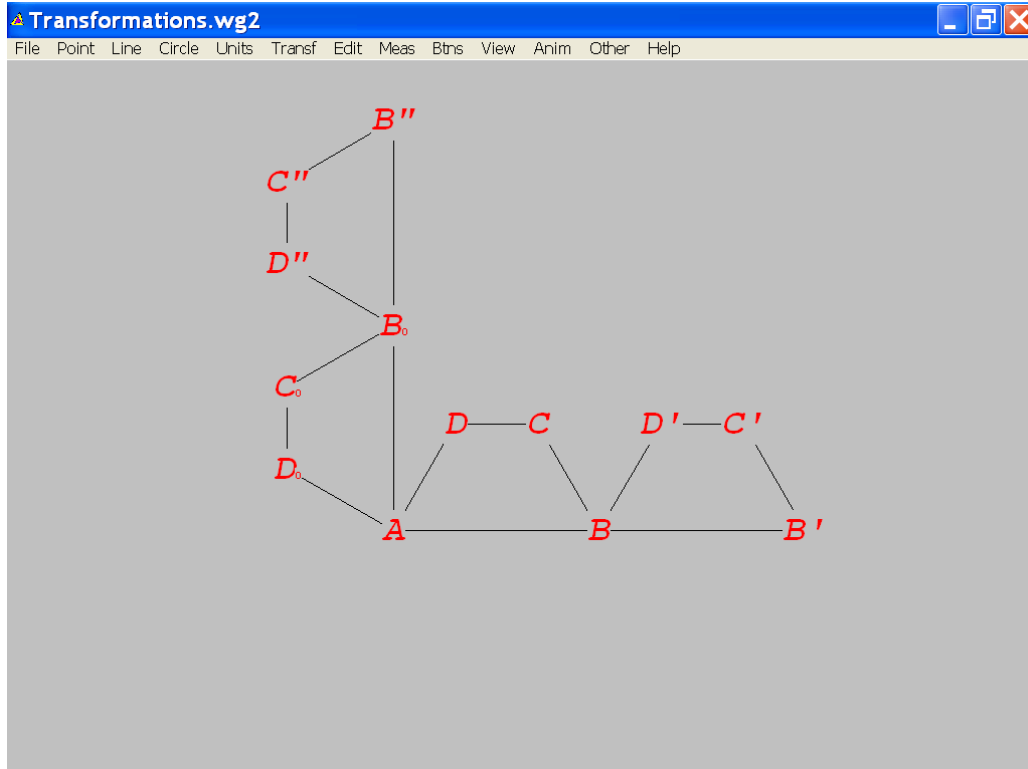 Transformations.wg2
File Point Line Circle Units Transf Edit Meas Btns View Anim Other Help
B"
C"
D"
B₀
C₀
D C D' C'
D₀
A B B'